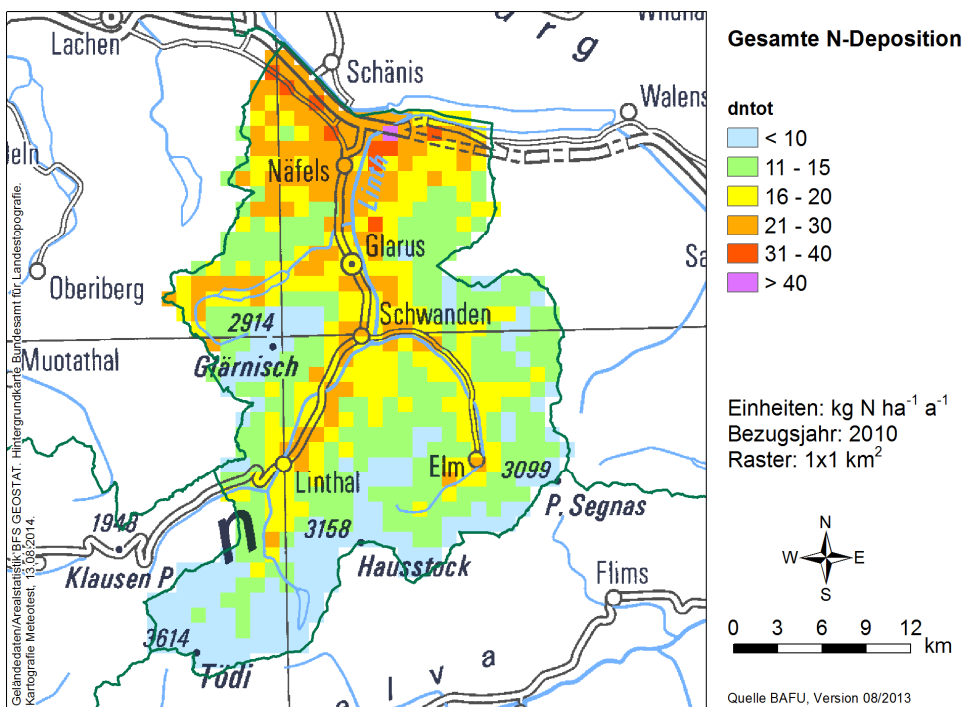 Lachen
Schänis
Wildha
u r g
Walens
Näfels
Linth
eln
Glarus
Sa
Oberiberg
2914
Schwanden
Glärnisch
Muotathal
Elm
3099
Linthal
P. Segnas
n
3158
1948
Hausstock
Klausen P
Flims
3614
Tödi
e l v a
Geländedaten/Arealstatistik BFS GEOSTAT. Hintergrundkarte Bundesamt für Landestopografie.
Kartografie Meteotest, 13.08.2014.
Gesamte N-Deposition
dntot
< 10
11 - 15
16 - 20
21 - 30
31 - 40
> 40
Einheiten: kg N ha⁻¹ a⁻¹
Bezugsjahr: 2010
Raster: 1x1 km²
N
W E
S
0 3 6 9 12
km
Quelle BAFU, Version 08/2013